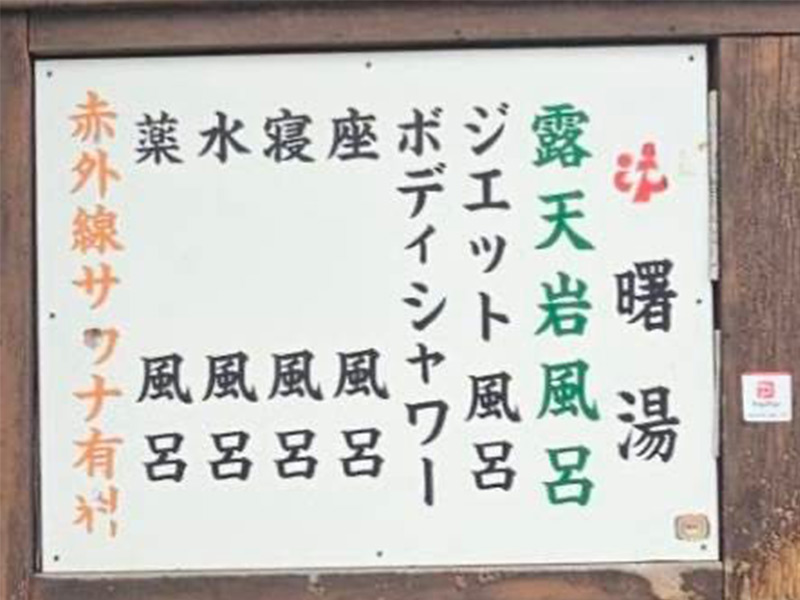 曙湯
露天岩風呂
ジエット風呂
ボディシャワー
座風呂
寝風呂
水風呂
薬風呂
赤外線サウナ有料
PayPay